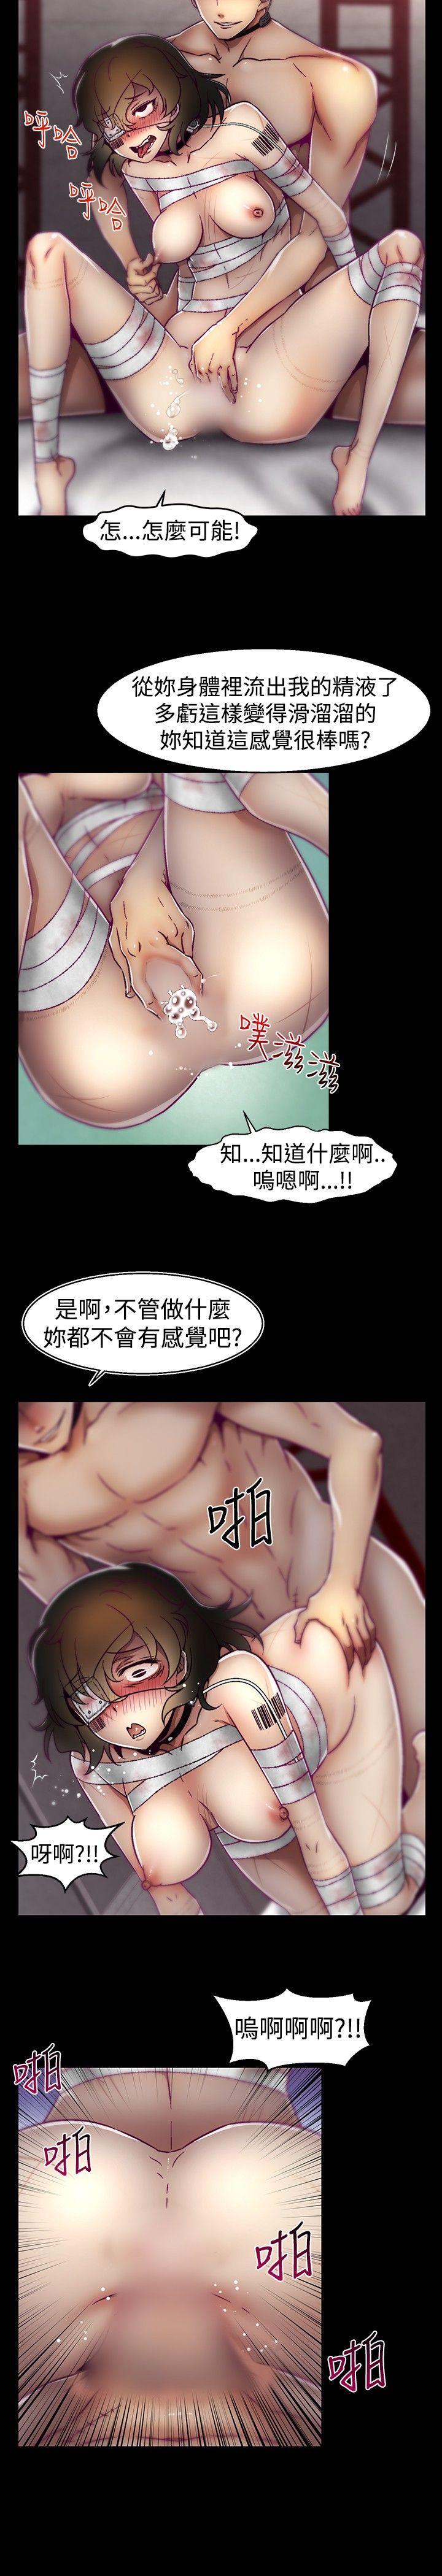 呼哈
呼哈
怎...怎麼可能!
從妳身體裡流出我的精液了
多虧這樣變得滑溜溜的
妳知道這感覺很棒嗎?
噗滋滋
知...知道什麼啊..
嗚嗯啊...!!
是啊,不管做什麼
妳都不會有感覺吧?
啪
呀啊?!!
嗚啊啊啊?!!
啪
啪
啪
啪